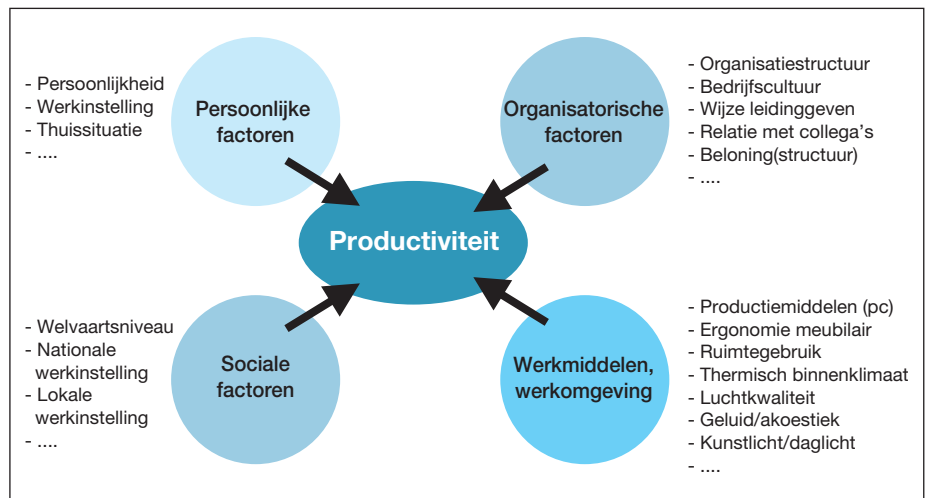 - Persoonlijkheid
- Werkinstelling
- Thuissituatie
- ....
Persoonlijke
factoren
Organisatorische
factoren
- Organisatiestructuur
- Bedrijfscultuur
- Wijze leidinggeven
- Relatie met collega's
- Beloning(structuur)
- ....
Productiviteit
- Welvaartsniveau
- Nationale
werkinstelling
- Lokale
werkinstelling
- ....
Sociale
factoren
Werkmiddelen,
werkomgeving
- Productiemiddelen (pc)
- Ergonomie meubilair
- Ruimtegebruik
- Thermisch binnenklimaat
- Luchtkwaliteit
- Geluid/akoestiek
- Kunstlicht/daglicht
- ....